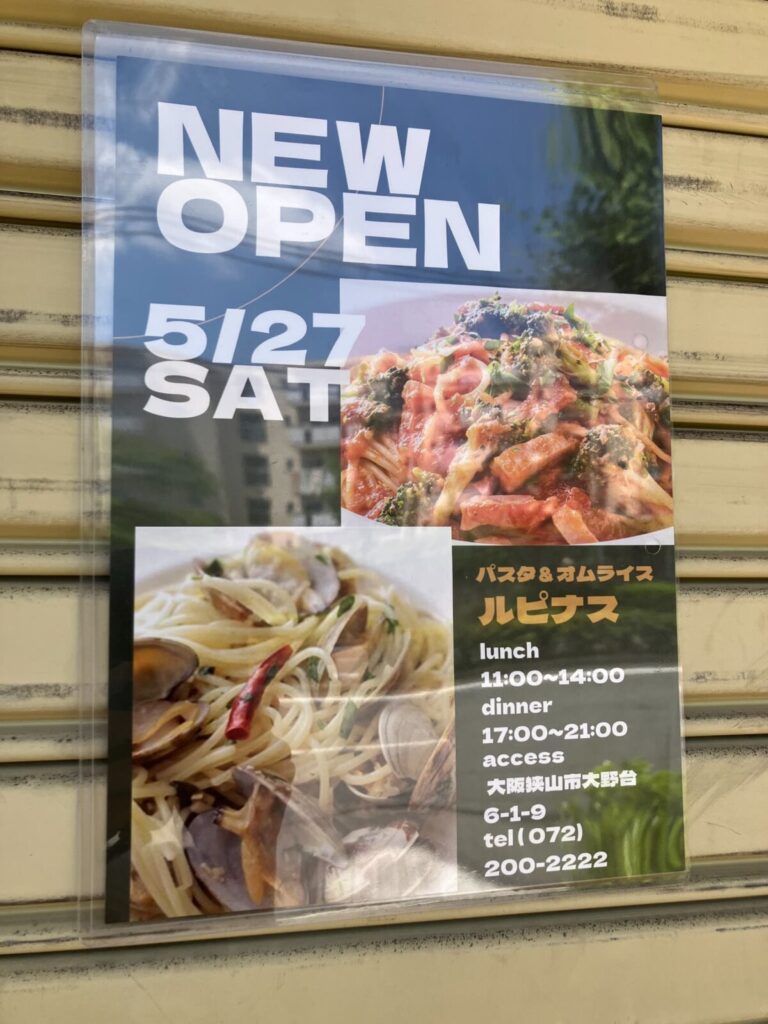 NEW
OPEN
5/27
SAT
パスタ&オムライス
ルピナス
lunch
11:00~14:00
dinner
17:00~21:00
access
大阪狭山市大野台
6-1-9
tel(072)
200-2222